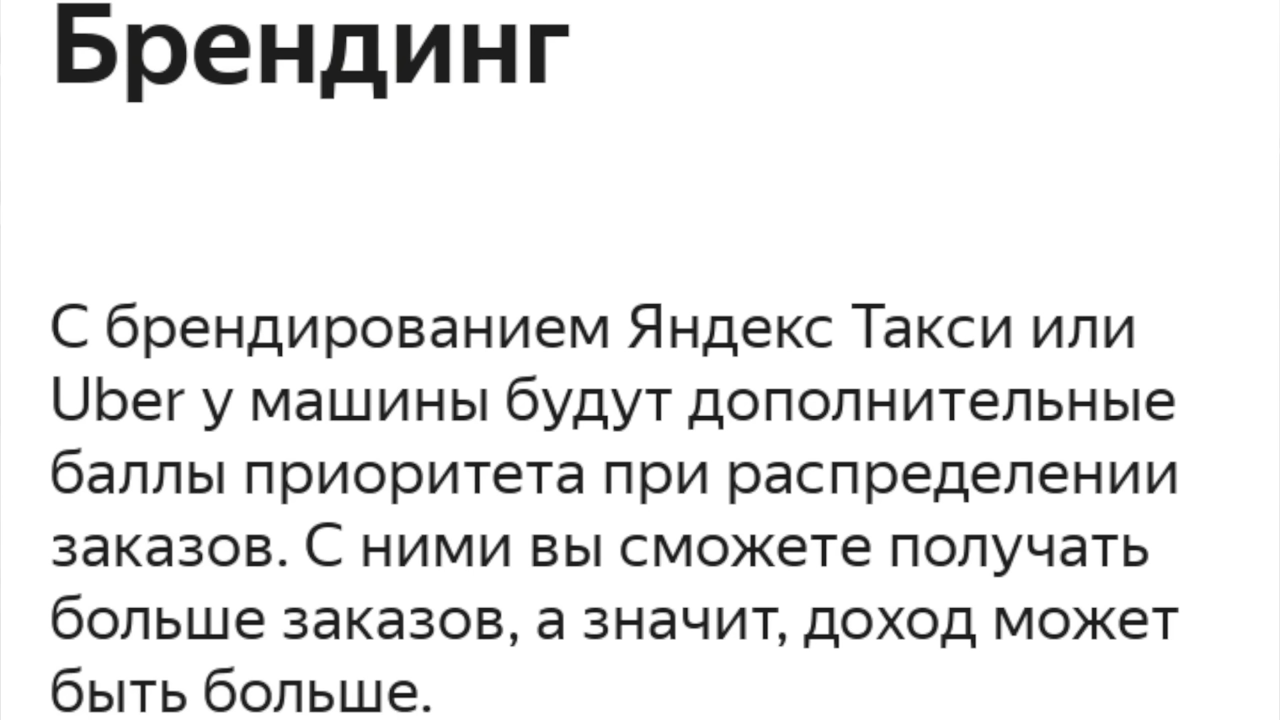 Брендинг
С брендированием Яндекс Такси или
Uber у машины будут дополнительные
баллы приоритета при распределении
заказов. С ними вы сможете получать
больше заказов, а значит, доход может
быть больше.